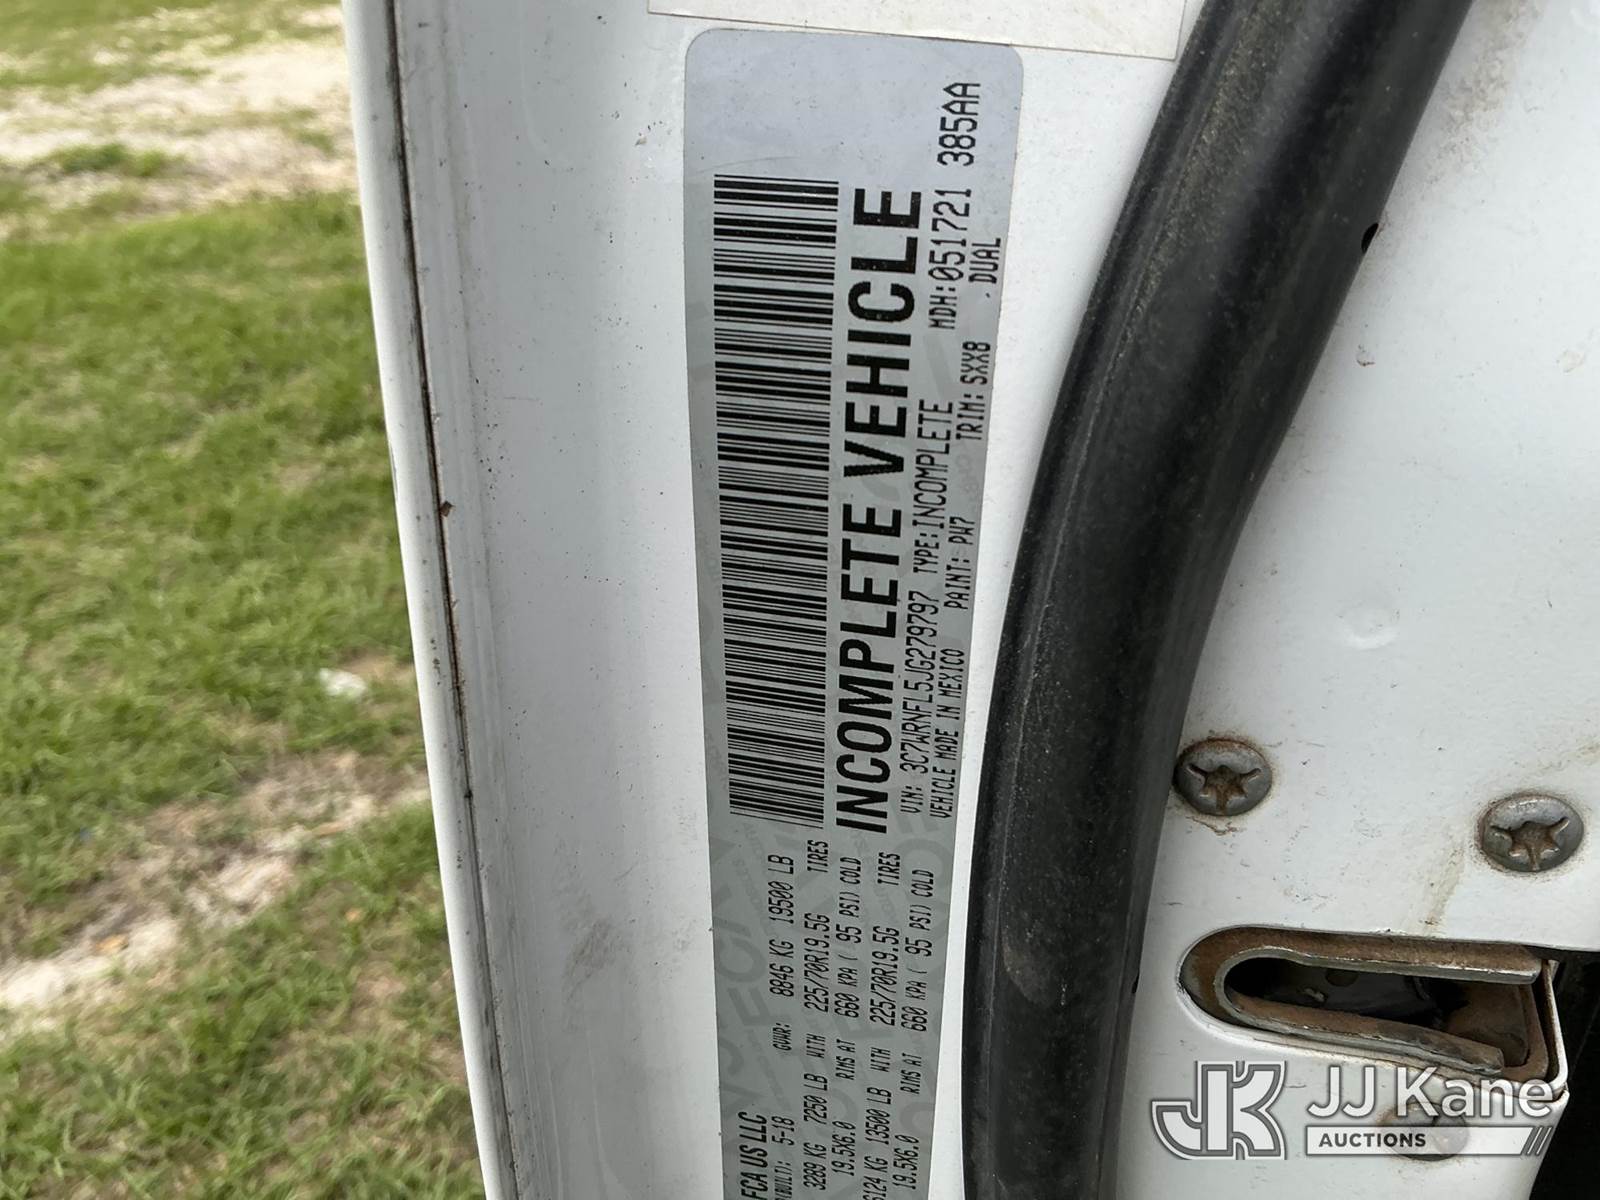 FCA US LLC
5-18 GVWR: 8846 KG 19500 LB
3289 KG 7250 LB WITH 225/70R19.5G TIRES
19.5X6.0 RIMS AT 660 KPA ( 95 PSI) COLD
6124 KG 13500 LB WITH 225/70R19.5G TIRES
19.5X6.0 RIMS AT 660 KPA ( 95 PSI) COLD
INCOMPLETE VEHICLE
VIN: 3C7WRNFL5JG279797 TYPE:INCOMPLETE MDH:051721 385AA
VEHICLE MADE IN MEXICO PAINT: PW7 TRIM: SXX8 DUAL
JK JJ Kane
AUCTIONS